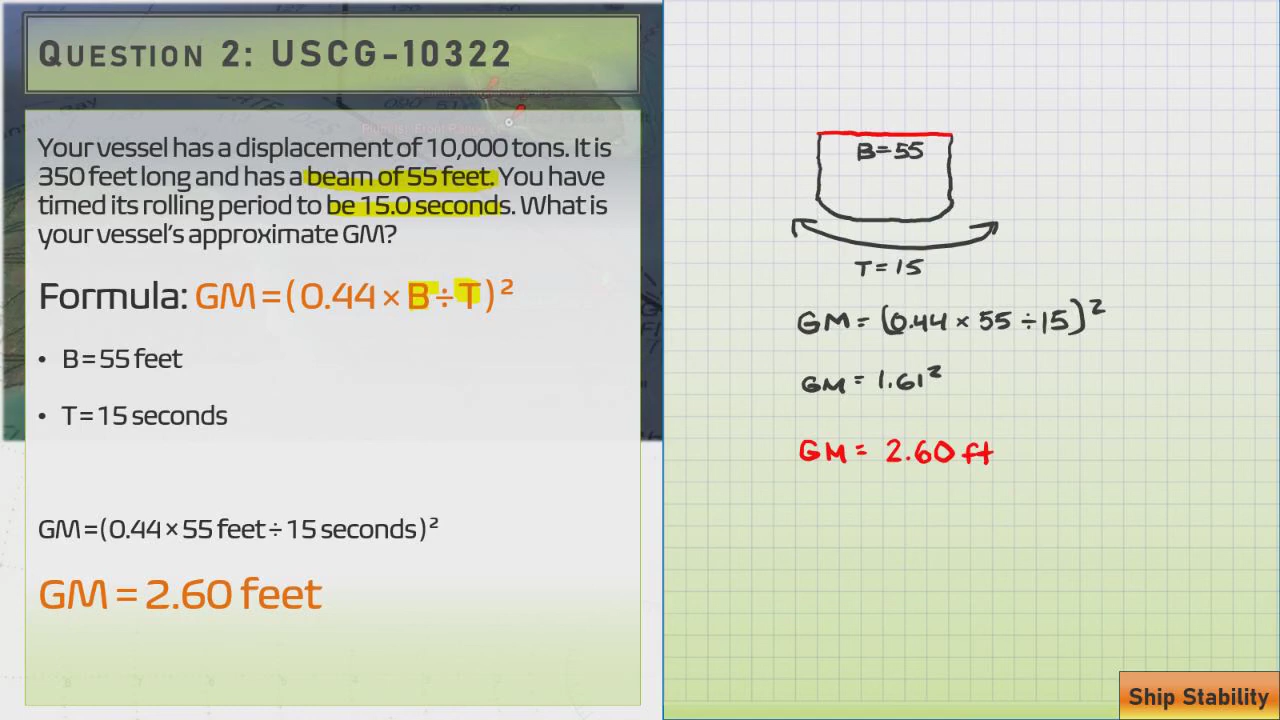 QUESTION 2: USCG-10322
Your vessel has a displacement of 10,000 tons. It is
350 feet long and has a beam of 55 feet. You have
timed its rolling period to be 15.0 seconds. What is
your vessel's approximate GM?
Formula: GM = ( 0.44 × B ÷ T )²
• B = 55 feet
• T = 15 seconds
GM =( 0.44 × 55 feet ÷ 15 seconds )²
GM = 2.60 feet
B=55
T=15
GM = (0.44 × 55 ÷15)²
GM = 1.61²
GM = 2.60 ft
Ship Stability